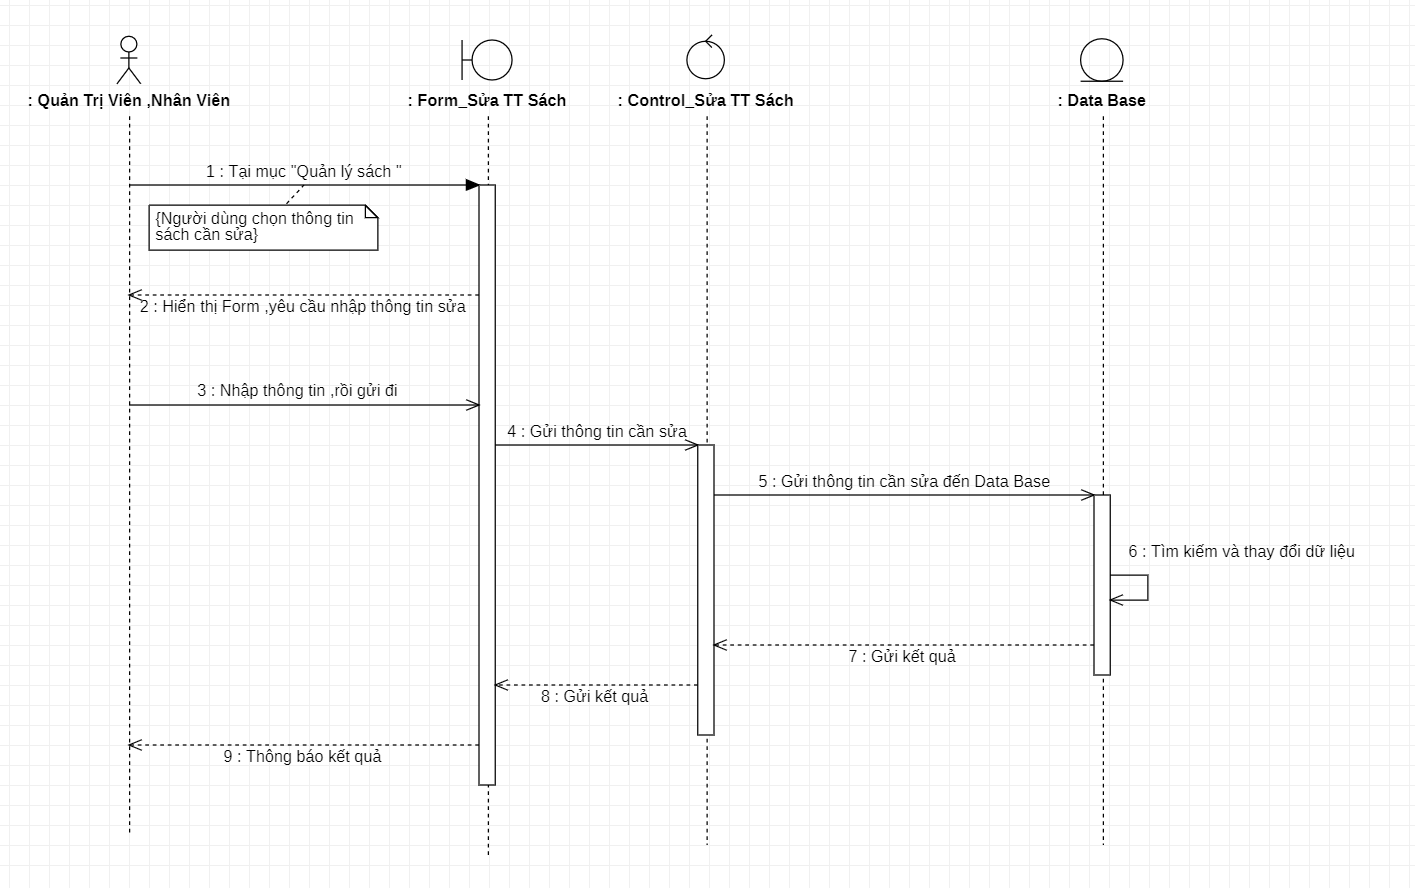 : Quản Trị Viên ,Nhân Viên
: Form_Sửa TT Sách
: Control_Sửa TT Sách
: Data Base
1 : Tại mục "Quản lý sách "
{Người dùng chọn thông tin
sách cần sửa}
2 : Hiển thị Form ,yêu cầu nhập thông tin sửa
3 : Nhập thông tin ,rồi gửi đi
4 : Gửi thông tin cần sửa
5 : Gửi thông tin cần sửa đến Data Base
6 : Tìm kiếm và thay đổi dữ liệu
7 : Gửi kết quả
8 : Gửi kết quả
9 : Thông báo kết quả